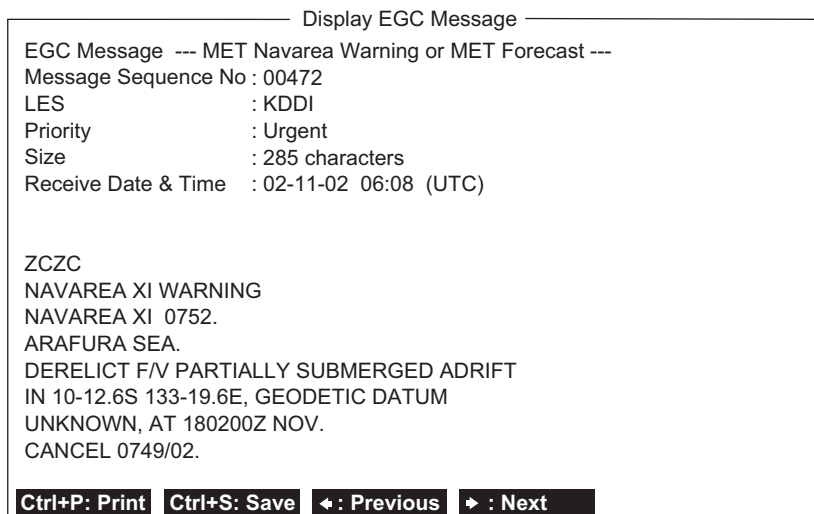 Display EGC Message
EGC Message --- MET Navarea Warning or MET Forecast ---
Message Sequence No : 00472
LES : KDDI
Priority : Urgent
Size : 285 characters
Receive Date & Time : 02-11-02 06:08 (UTC)
ZCZC
NAVAREA XI WARNING
NAVAREA XI 0752.
ARAFURA SEA.
DERELICT F/V PARTIALLY SUBMERGED ADRIFT
IN 10-12.6S 133-19.6E, GEODETIC DATUM
UNKNOWN, AT 180200Z NOV.
CANCEL 0749/02.
Ctrl+P: Print Ctrl+S: Save ← : Previous → : Next